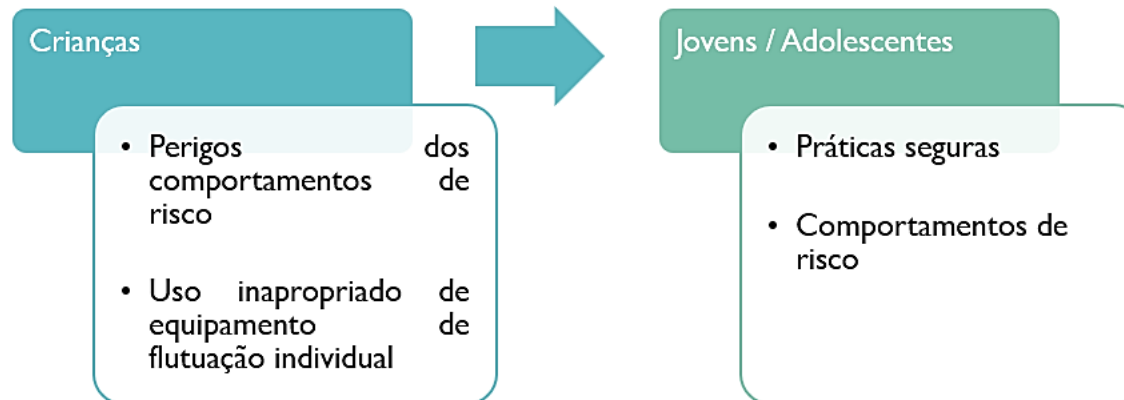 Crianças
• Perigos dos
comportamentos de
risco
• Uso inapropriado de
equipamento de
flutuação individual
Jovens / Adolescentes
• Práticas seguras
• Comportamentos de
risco